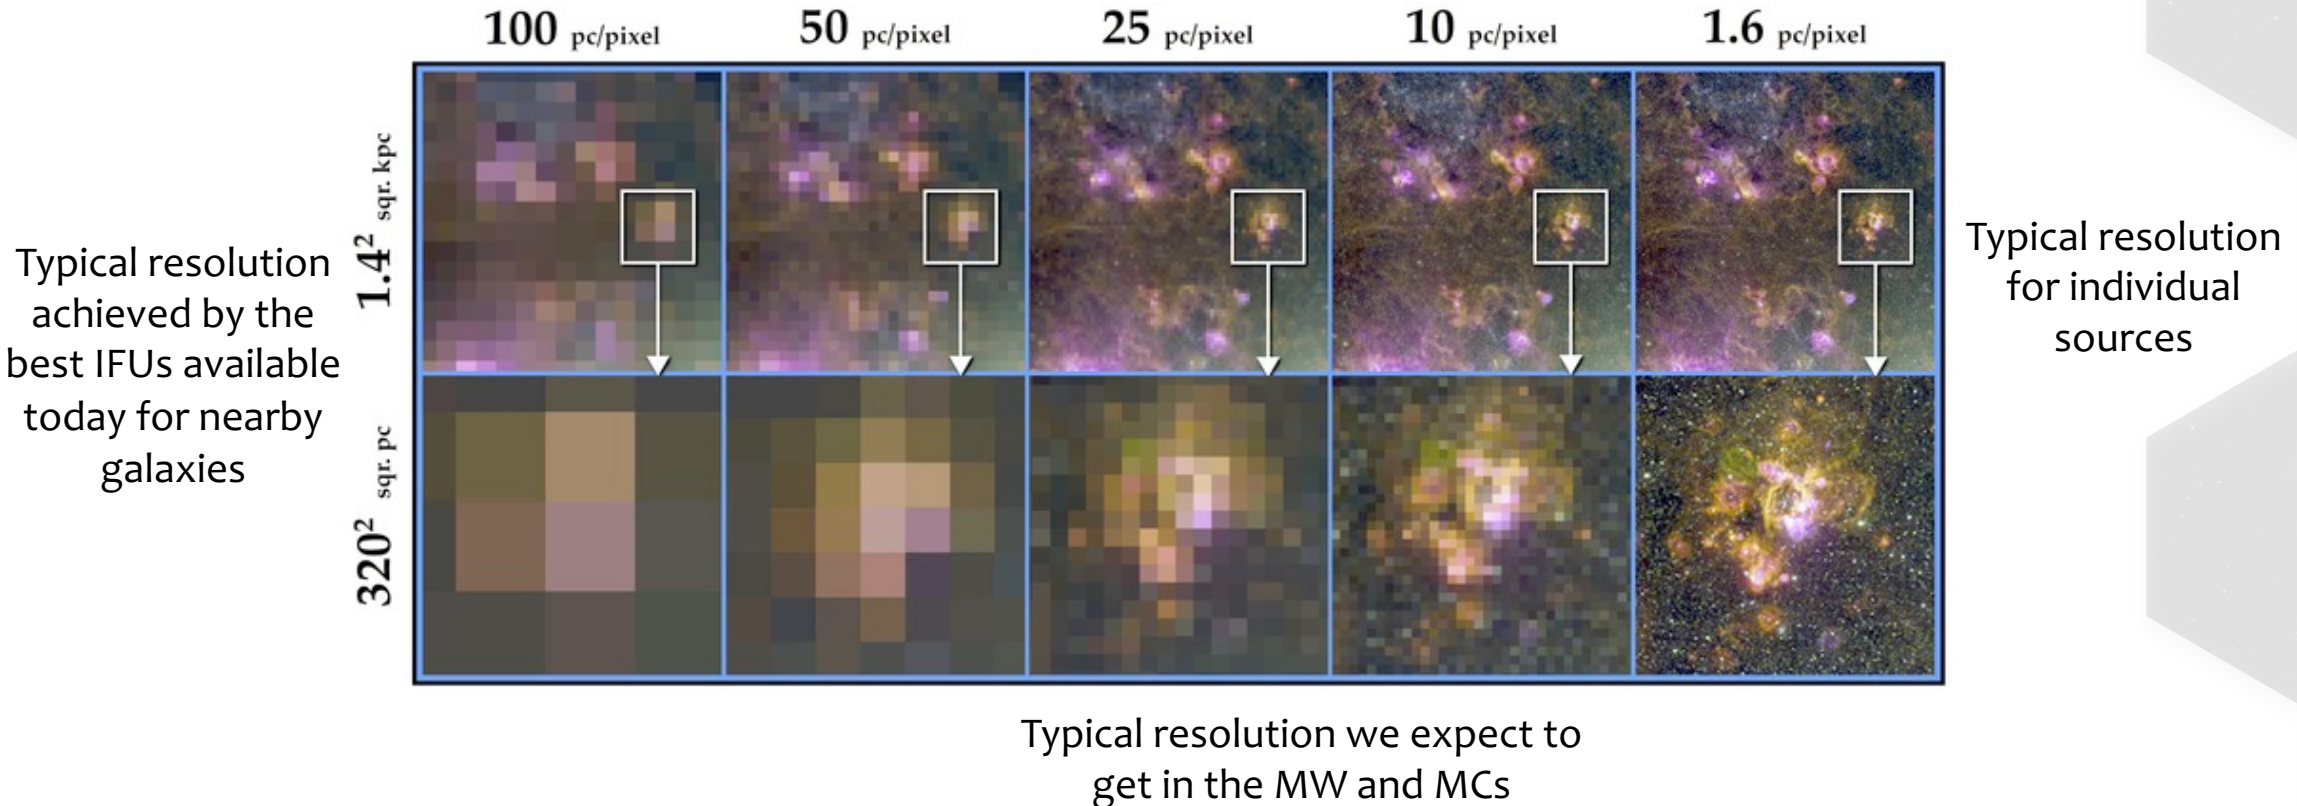 100 pc/pixel
50 pc/pixel
25 pc/pixel
10 pc/pixel
1.6 pc/pixel
1.4² sqr. kpc
320² sqr. pc
Typical resolution
achieved by the
best IFUs available
today for nearby
galaxies
Typical resolution
for individual
sources
Typical resolution we expect to
get in the MW and MCs